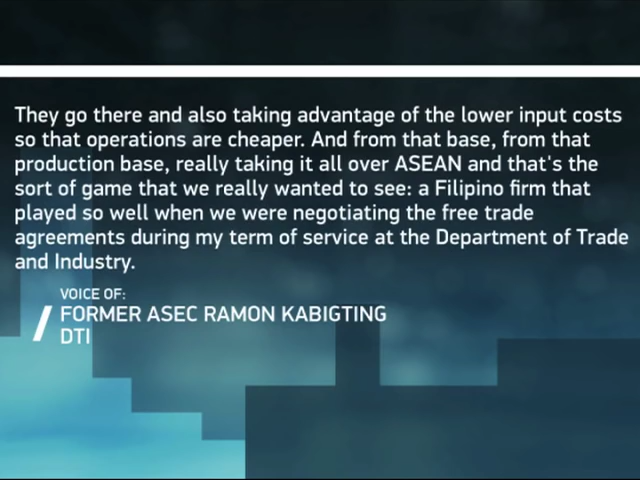 They go there and also taking advantage of the lower input costs
so that operations are cheaper. And from that base, from that
production base, really taking it all over ASEAN and that's the
sort of game that we really wanted to see: a Filipino firm that
played so well when we were negotiating the free trade
agreements during my term of service at the Department of Trade
and Industry.
VOICE OF:
FORMER ASEC RAMON KABIGTING
DTI